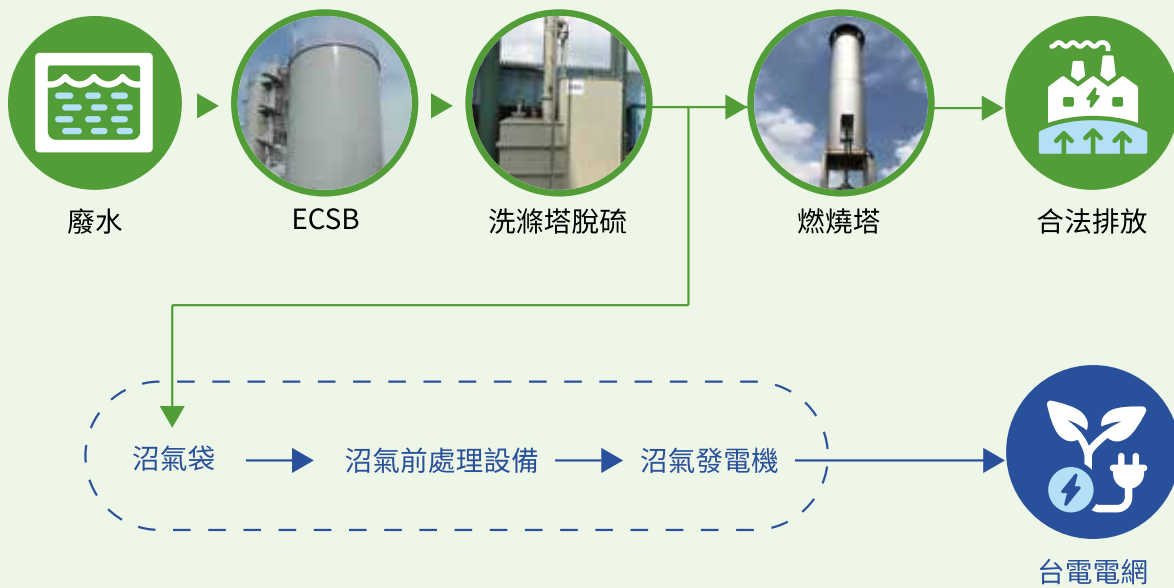 廢水
ECSB
洗滌塔脫硫
燃燒塔
合法排放
沼氣袋
沼氣前處理設備
沼氣發電機
台電電網